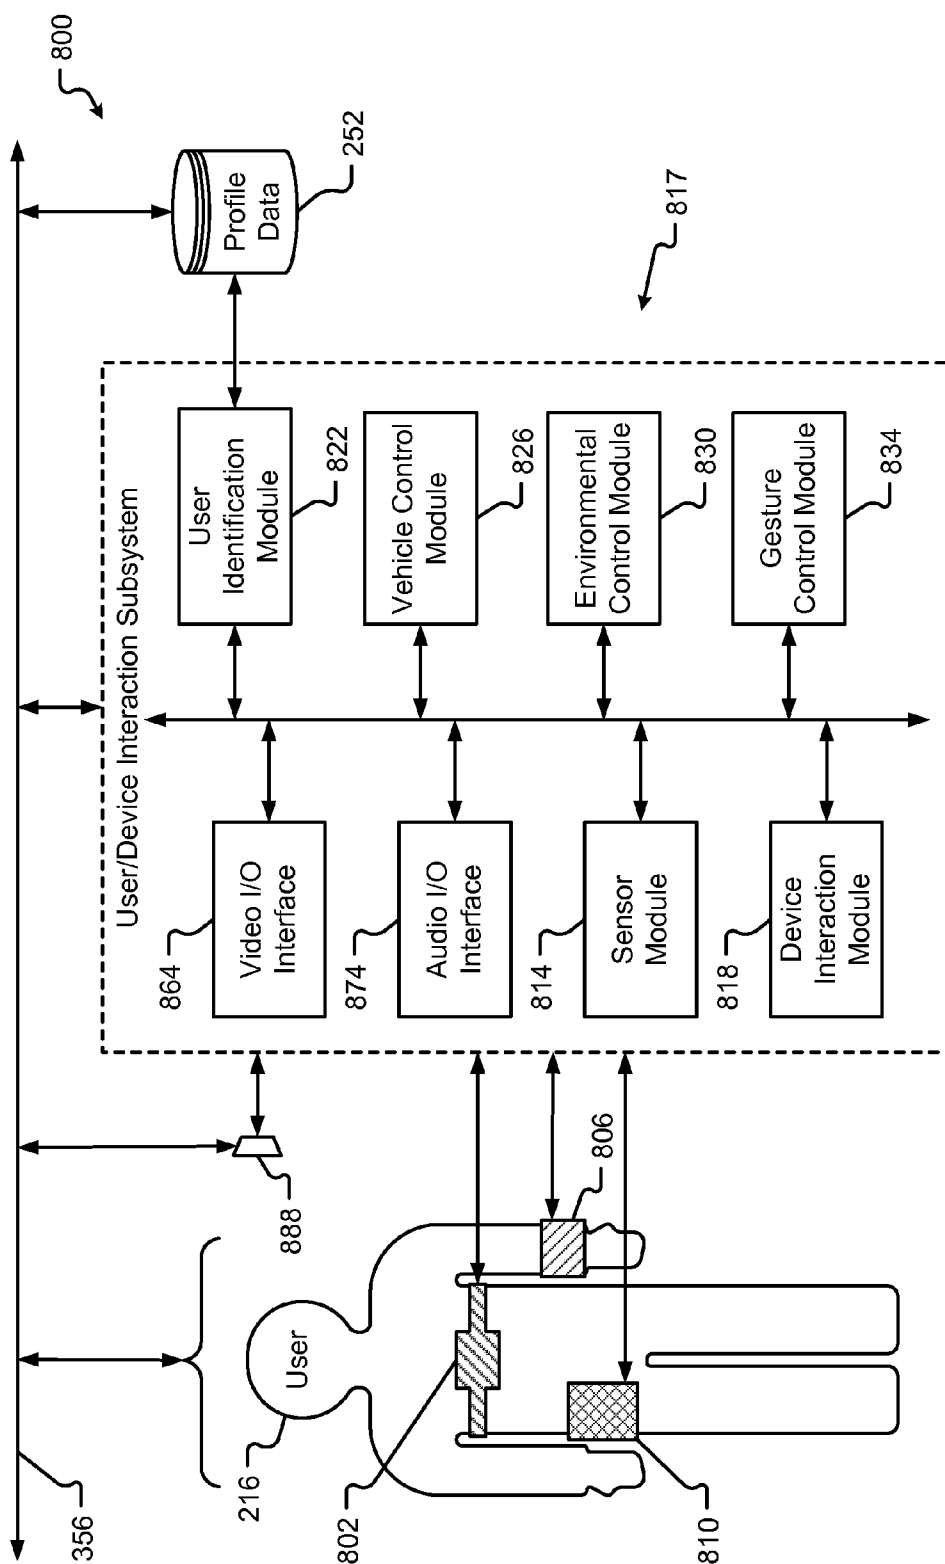 800
356
User
216
888
802
806
810
User/Device Interaction Subsystem
Video I/O
Interface
864
Audio I/O
Interface
874
Sensor
Module
814
Device
Interaction
Module
818
User
Identification
Module
822
Vehicle Control
Module
826
Environmental
Control Module
830
Gesture
Control Module
834
Profile
Data
252
817